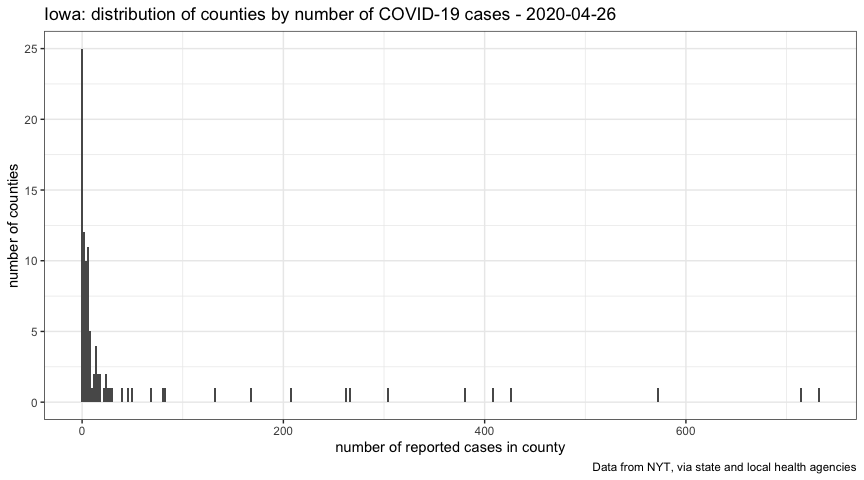 Iowa: distribution of counties by number of COVID-19 cases - 2020-04-26
25
20
15
10
5
0
number of counties
0
200
400
600
number of reported cases in county
Data from NYT, via state and local health agencies